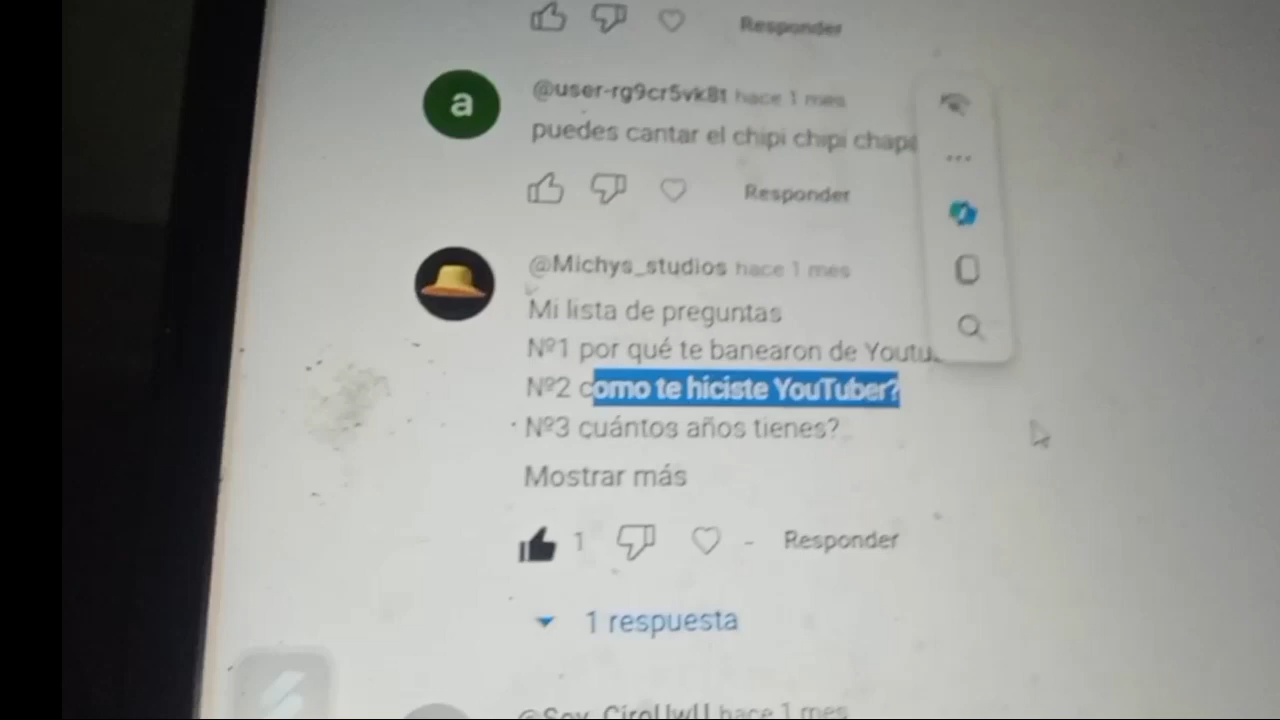 Responder
a
@user-rg9cr5vk8t hace 1 mes
puedes cantar el chipi chipi
Responder
@Michys_studios hace 1 mes
Mi lista de preguntas
Nº1 por qué te banearon de
Nº2 como te hiciste YouTuber?
Nº3 cuántos años tienes?
Mostrar más
1
Responder
1 respuesta
hace 1 mes